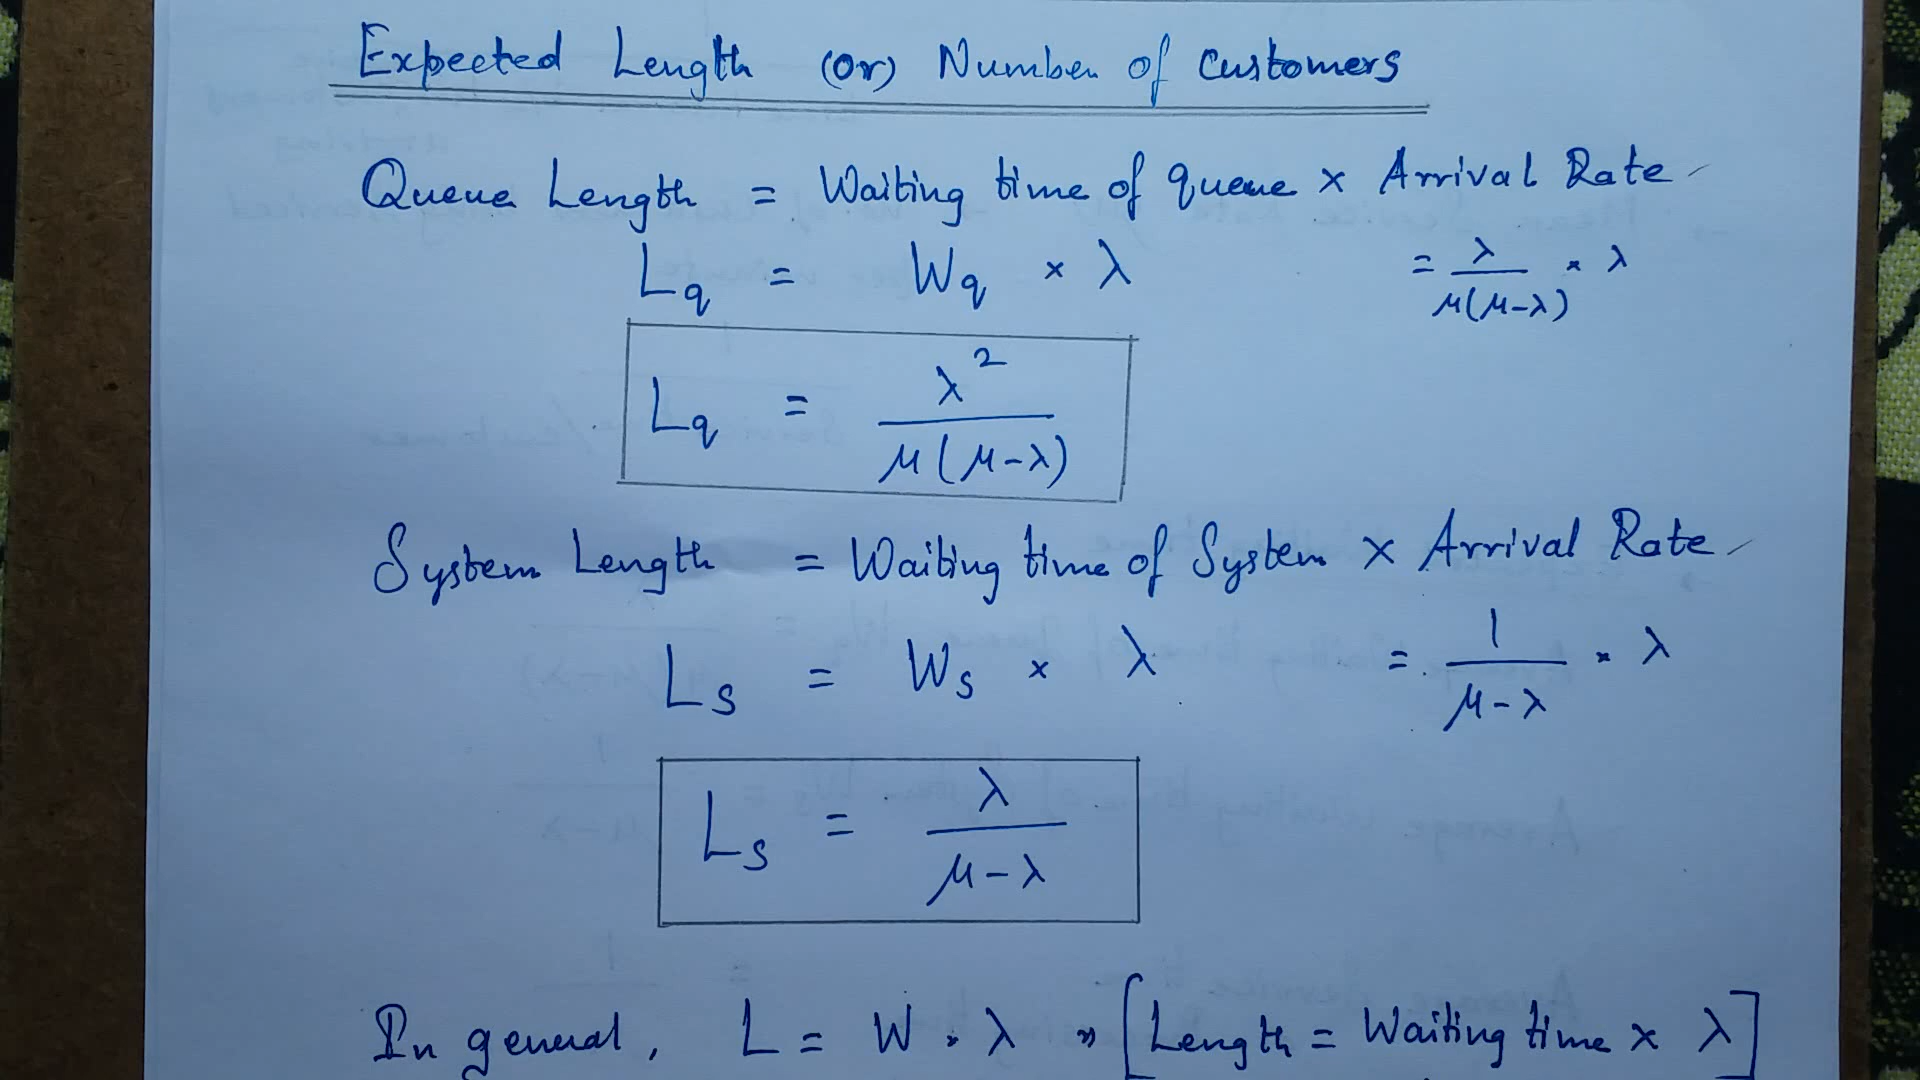 Expected Length (or) Number of Customers
Queue Length = Waiting time of queue × Arrival Rate
Lq = Wq × λ = λ/μ(μ-λ) × λ
Lq = λ²/μ(μ-λ)
System Length = Waiting time of System × Arrival Rate
Ls = Ws × λ = 1/μ-λ × λ
Ls = λ/μ-λ
In general, L = W . λ » [Length = Waiting time × λ]